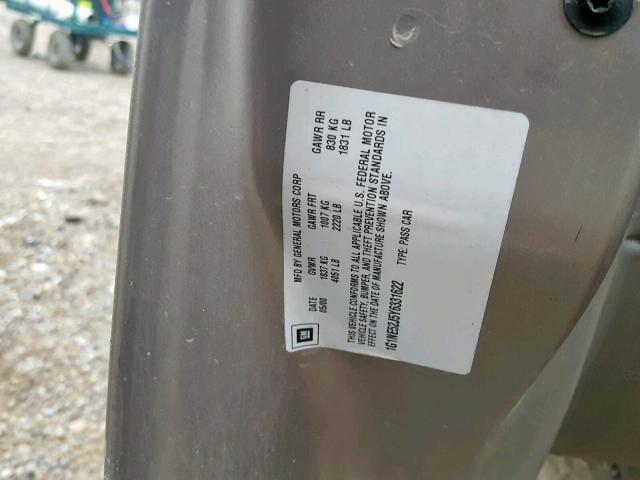 GM
MFD BY GENERAL MOTORS CORP
DATE GVWR GAWR FRT GAWR RR
05/00 1837 KG 1007 KG 830 KG
4051 LB 2220 LB 1831 LB
THIS VEHICLE CONFORMS TO ALL APPLICABLE U.S. FEDERAL MOTOR
VEHICLE SAFETY, BUMPER, AND THEFT PREVENTION STANDARDS IN
EFFECT ON THE DATE OF MANUFACTURE SHOWN ABOVE.
1G1NE52J5Y6331622 TYPE: PASS CAR